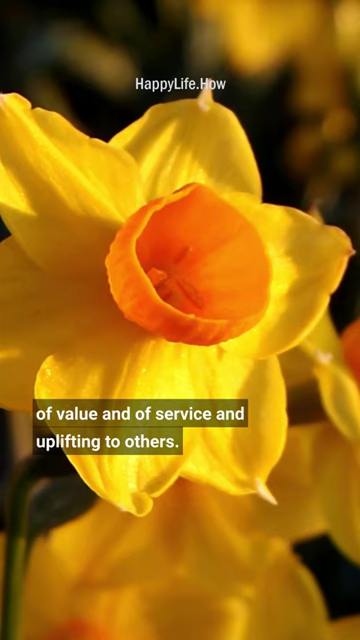 HappyLife.How
of value and of service and
uplifting to others.